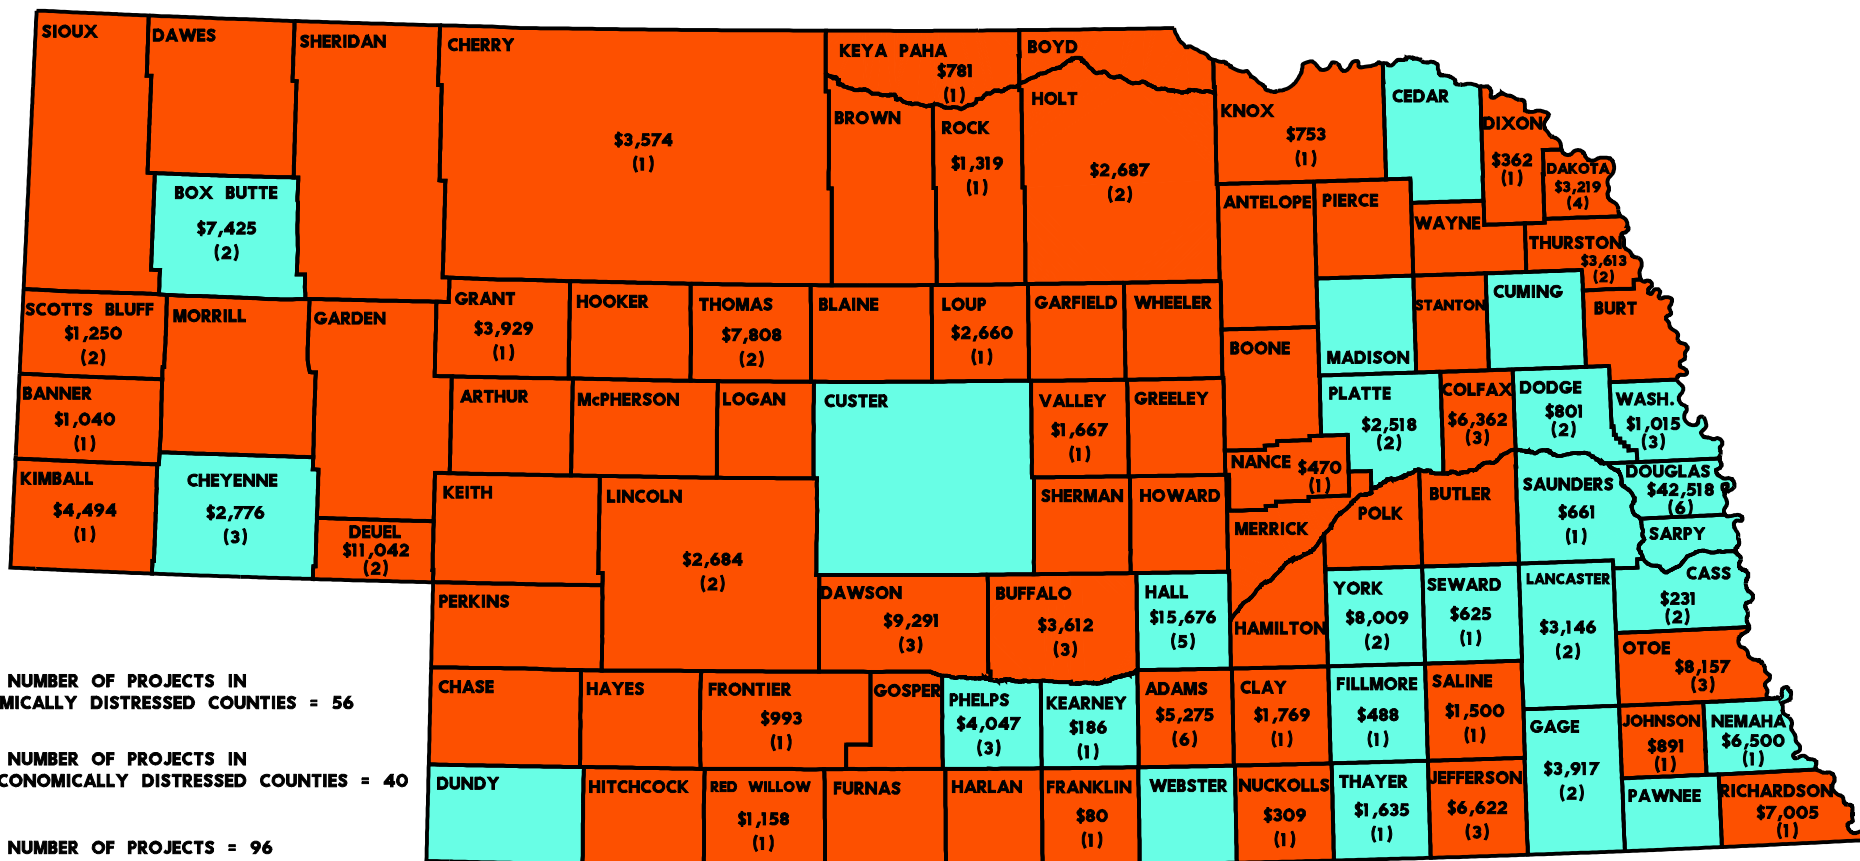 SIOUX
DAWES
SHERIDAN
CHERRY
$3,574
(1)
KEYA PAHA
$781
(1)
BOYD
BROWN
ROCK
$1,319
(1)
HOLT
$2,687
(2)
KNOX
$753
(1)
CEDAR
DIXON
$362
(1)
DAKOTA
$3,219
(4)
BOX BUTTE
$7,425
(2)
ANTELOPE
PIERCE
WAYNE
THURSTON
$3,613
(2)
SCOTTS BLUFF
$1,250
(2)
MORRILL
GARDEN
GRANT
$3,929
(1)
HOOKER
THOMAS
$7,808
(2)
BLAINE
LOUP
$2,660
(1)
GARFIELD
WHEELER
BOONE
MADISON
STANTON
CUMING
BURT
BANNER
$1,040
(1)
ARTHUR
McPHERSON
LOGAN
CUSTER
VALLEY
$1,667
(1)
GREELEY
PLATTE
$2,518
(2)
COLFAX
$6,362
(3)
DODGE
$801
(2)
WASH.
$1,015
(3)
NANCE $470
(1)
KIMBALL
$4,494
(1)
CHEYENNE
$2,776
(3)
DEUEL
$11,042
(2)
KEITH
LINCOLN
$2,684
(2)
SHERMAN
HOWARD
MERRICK
POLK
BUTLER
SAUNDERS
$661
(1)
DOUGLAS
$42,518
(6)
SARPY
CASS
$231
(2)
PERKINS
DAWSON
$9,291
(3)
BUFFALO
$3,612
(3)
HALL
$15,676
(5)
HAMILTON
YORK
$8,009
(2)
SEWARD
$625
(1)
LANCASTER
$3,146
(2)
OTOE
$8,157
(3)
CHASE
HAYES
FRONTIER
$993
(1)
GOSPER
PHELPS
$4,047
(3)
KEARNEY
$186
(1)
ADAMS
$5,275
(6)
CLAY
$1,769
(1)
FILLMORE
$488
(1)
SALINE
$1,500
(1)
GAGE
$3,917
(2)
JOHNSON
$891
(1)
NEMAHA
$6,500
(1)
DUNDY
HITCHCOCK
RED WILLOW
$1,158
(1)
FURNAS
HARLAN
FRANKLIN
$80
(1)
WEBSTER
NUCKOLLS
$309
(1)
THAYER
$1,635
(1)
JEFFERSON
$6,622
(3)
PAWNEE
RICHARDSON
$7,005
(1)
NUMBER OF PROJECTS IN
MICALLY DISTRESSED COUNTIES = 56
NUMBER OF PROJECTS IN
CONOMICALLY DISTRESSED COUNTIES = 40
NUMBER OF PROJECTS = 96